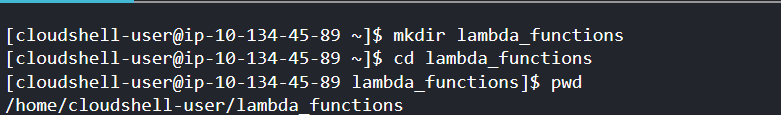 [cloudshell-user@ip-10-134-45-89 ~]$ mkdir lambda_functions
[cloudshell-user@ip-10-134-45-89 ~]$ cd lambda_functions
[cloudshell-user@ip-10-134-45-89 lambda_functions]$ pwd
/home/cloudshell-user/lambda_functions